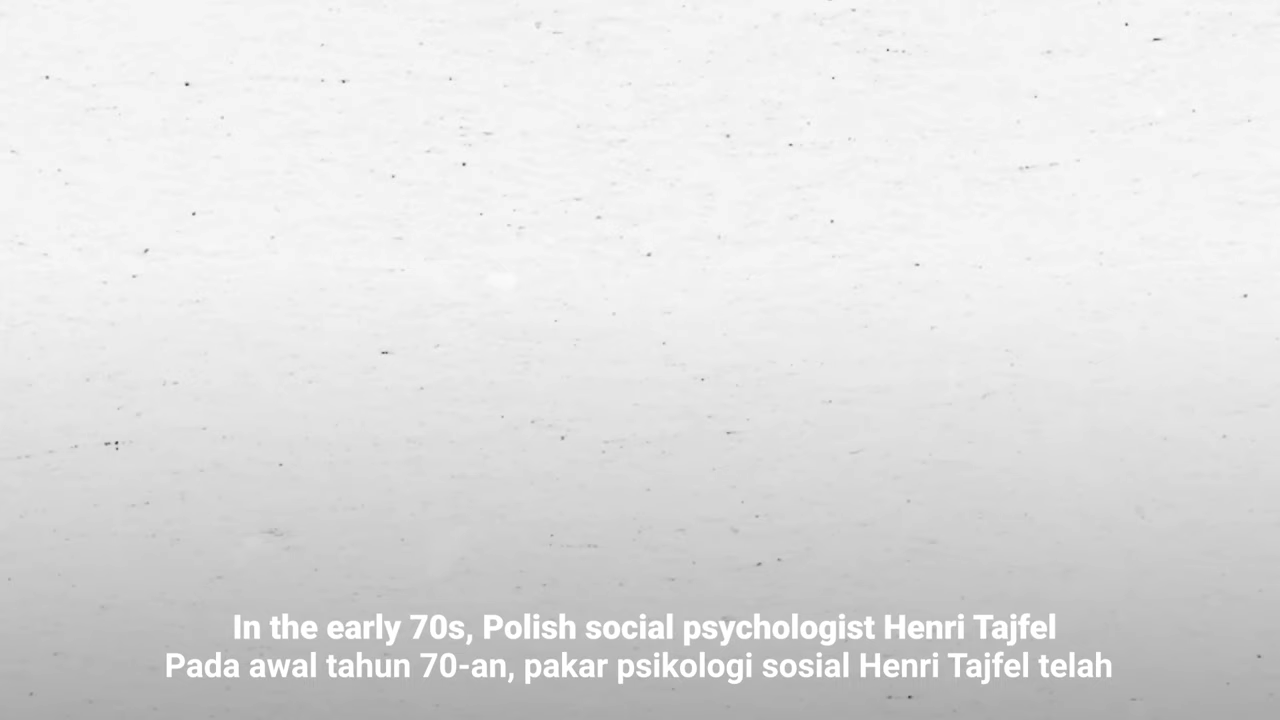 In the early 70s, Polish social psychologist Henri Tajfel
Pada awal tahun 70-an, pakar psikologi sosial Henri Tajfel telah